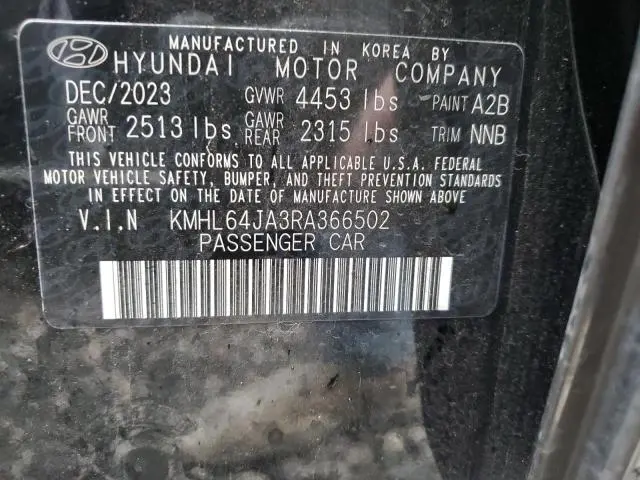 MANUFACTURED IN KOREA BY
HYUNDAI MOTOR COMPANY
DEC/2023 GVWR 4453 lbs PAINT A2B
GAWR FRONT 2513 lbs GAWR REAR 2315 lbs TRIM NNB
THIS VEHICLE CONFORMS TO ALL APPLICABLE U.S.A. FEDERAL
MOTOR VEHICLE SAFETY, BUMPER, AND THEFT PREVENTION STANDARDS
IN EFFECT ON THE DATE OF MANUFACTURE SHOWN ABOVE
V.I.N KMHL64JA3RA366502
PASSENGER CAR